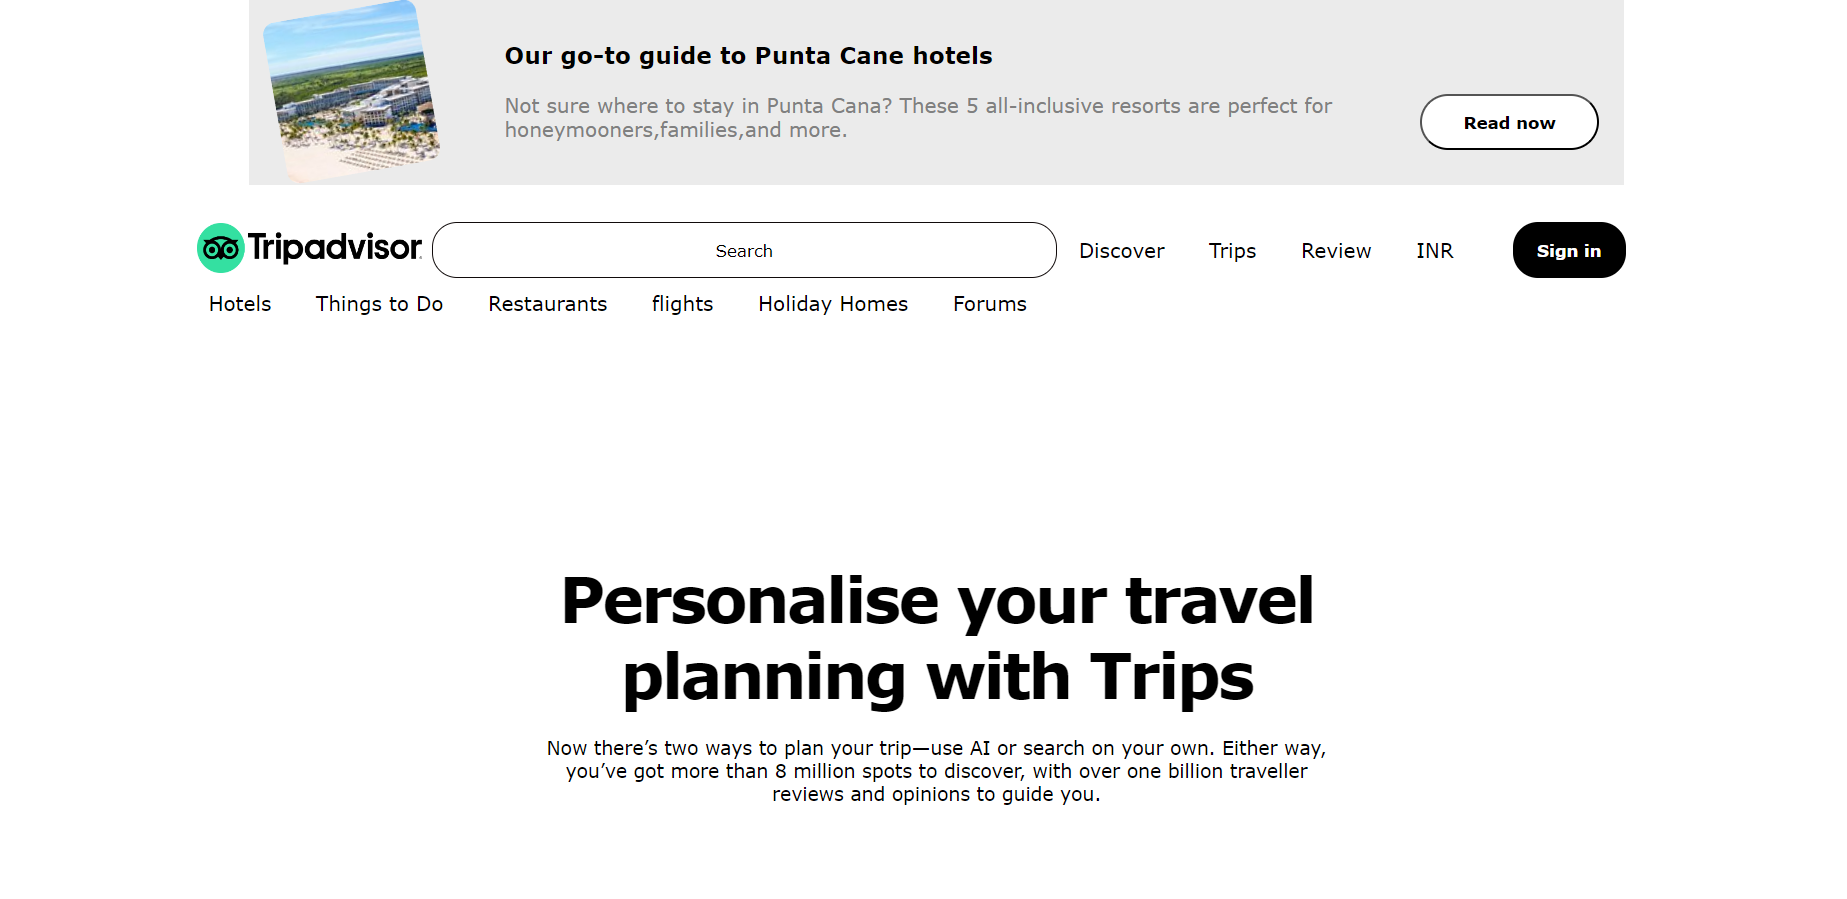 Our go-to guide to Punta Cane hotels
Not sure where to stay in Punta Cana? These 5 all-inclusive resorts are perfect for
honeymooners,families,and more.
Read now
Tripadvisor
Search
Discover
Trips
Review
INR
Sign in
Hotels
Things to Do
Restaurants
flights
Holiday Homes
Forums
Personalise your travel
planning with Trips
Now there’s two ways to plan your trip—use AI or search on your own. Either way,
you’ve got more than 8 million spots to discover, with over one billion traveller
reviews and opinions to guide you.